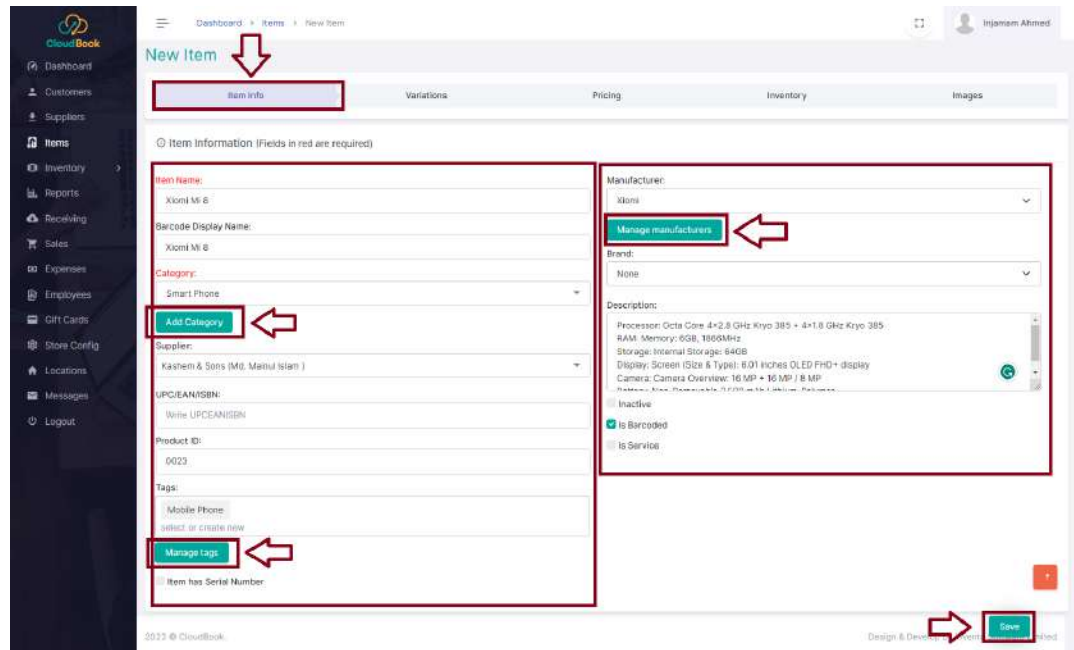 CloudBook
Dashboard
Customers
Suppliers
Items
Inventory
Reports
Receiving
Sales
Expenses
Employees
Gift Cards
Store Config
Locations
Messages
Logout
Dashboard > Items > New Item
Injamam Ahmed
New Item
Item Info
Variations
Pricing
Inventory
Images
Item Information (Fields in red are required)
Item Name:
Xiomi Mi 8
Barcode Display Name:
Xiomi Mi 8
Category:
Smart Phone
Add Category
Supplier:
Kashem & Sons (Md. Mainul Islam )
UPC/EAN/ISBN:
Write UPCEANISBN
Product ID:
0023
Tags:
Mobile Phone
select or create new
Manage tags
Item has Serial Number
Manufacturer:
Manage manufacturers
Brand:
None
Description:
Processor: Octa Core 4×2.8 GHz Kryo 385 + 4×1.8 GHz Kryo 385
RAM: Memory: 6GB, 1866MHz
Storage: Internal Storage: 64GB
Display: Screen (Size & Type): 6.01 inches OLED FHD+ display
Camera: Camera Overview: 16 MP + 16 MP / 8 MP
Inactive
Is Barcoded
Is Service
Save
© CloudBook.
Design &